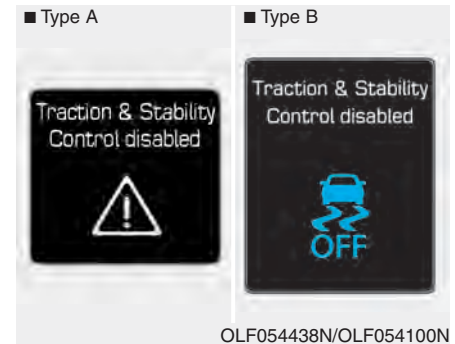 ■ Type A
Traction & Stability
Control disabled
■ Type B
Traction & Stability
Control disabled
OFF
OLF054438N/OLF054100N